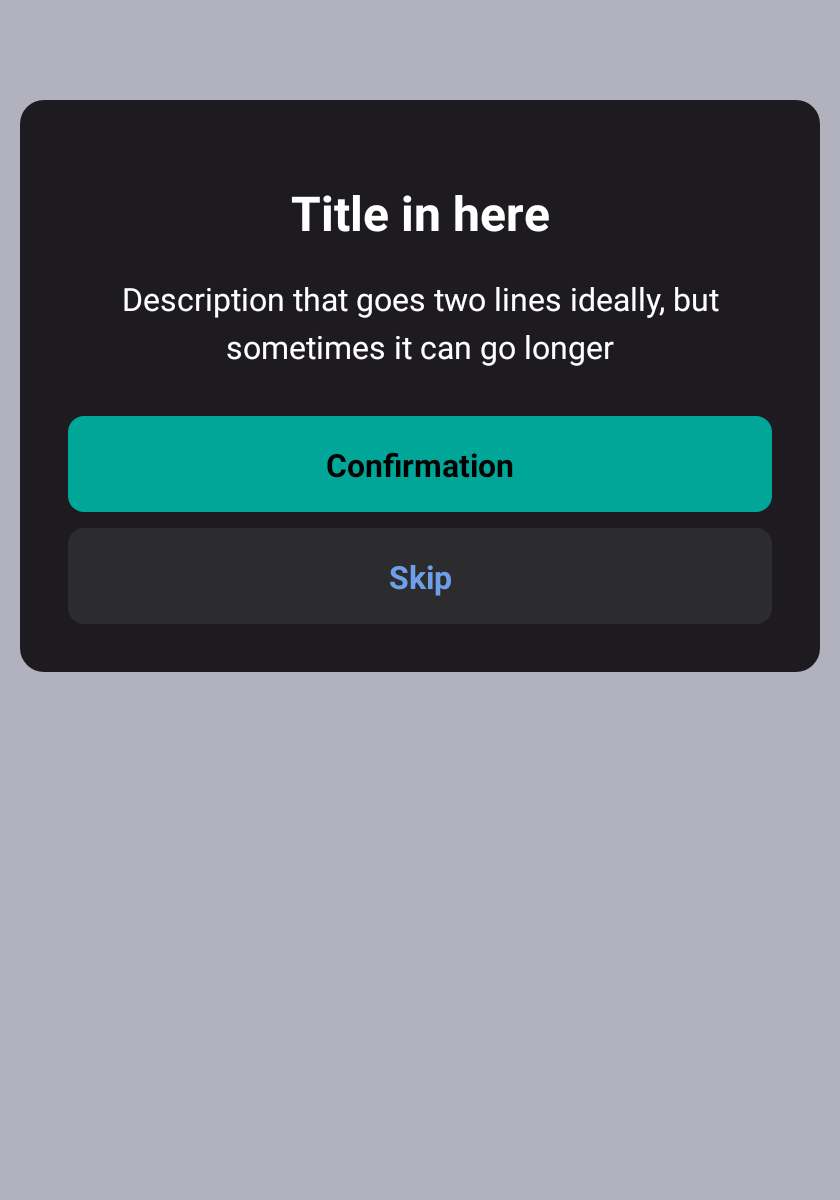 Title in here
Description that goes two lines ideally, but
sometimes it can go longer
Confirmation
Skip